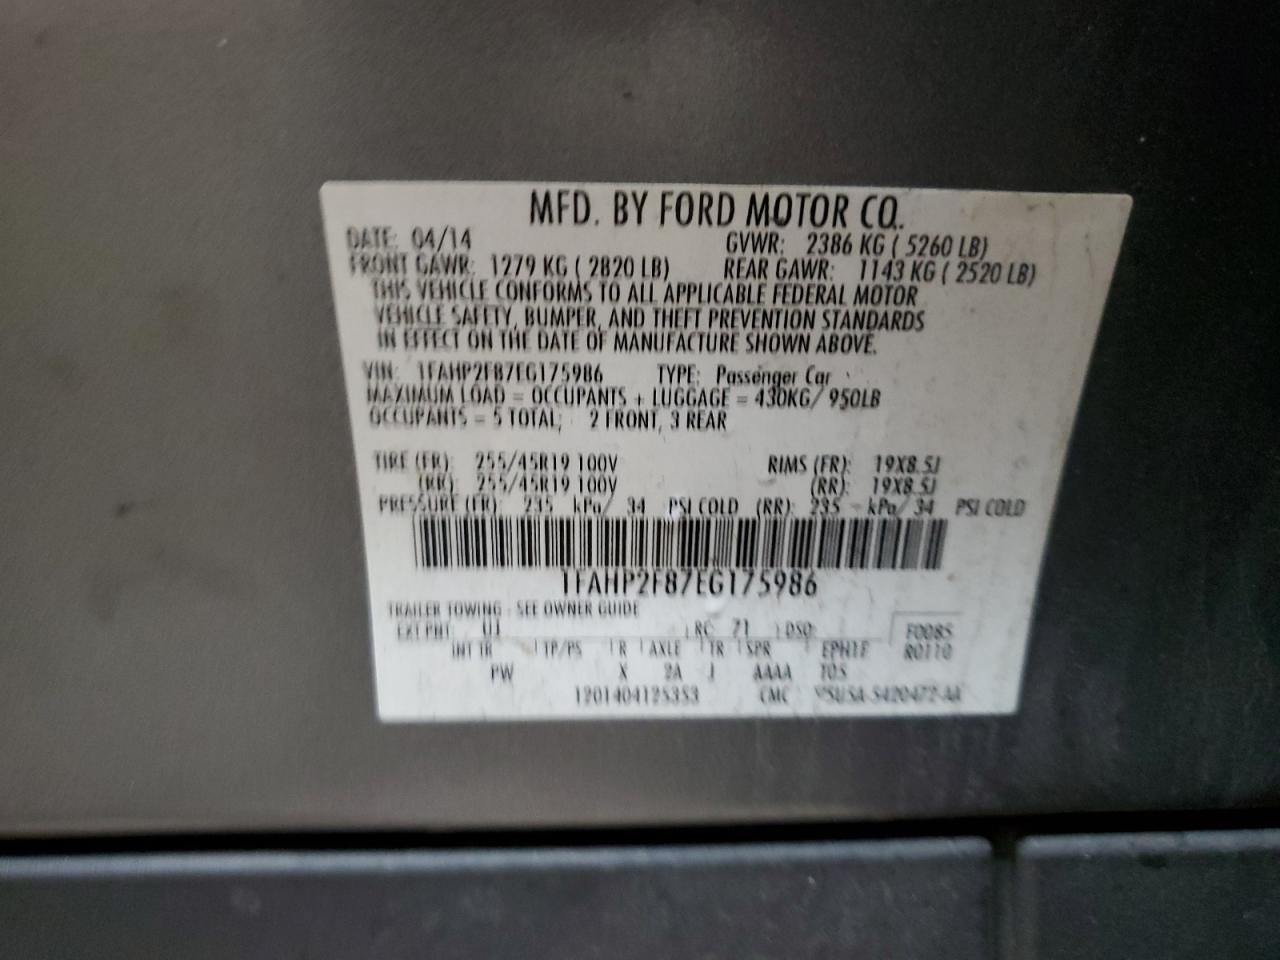 MFD. BY FORD MOTOR CO.
DATE: 04/14 GVWR: 2386 KG ( 5260 LB)
FRONT GAWR: 1279 KG ( 2820 LB) REAR GAWR: 1143 KG ( 2520 LB)
THIS VEHICLE CONFORMS TO ALL APPLICABLE FEDERAL MOTOR
VEHICLE SAFETY, BUMPER, AND THEFT PREVENTION STANDARDS
IN EFFECT ON THE DATE OF MANUFACTURE SHOWN ABOVE.
VIN: 1FAHP2F87EG175986 TYPE: Passenger Car
MAXIMUM LOAD = OCCUPANTS + LUGGAGE = 430KG/ 950LB
OCCUPANTS = 5 TOTAL; 2 FRONT, 3 REAR
TIRE (FR): 255/45R19 100V RIMS (FR): 19X8.5J
(RR): 255/45R19 100V (RR): 19X8.5J
PRESSURE (FR): 235 kPa/ 34 PSI COLD (RR): 235 kPa/ 34 PSI COLD
1FAHP2F87EG175986
TRAILER TOWING - SEE OWNER GUIDE
EXT PNT: UJ RC: 71 DSO: F0085
INT TR TP/PS R AXLE TR SPR R0110
PW X 2A J AAAA
1201404125353 CMC